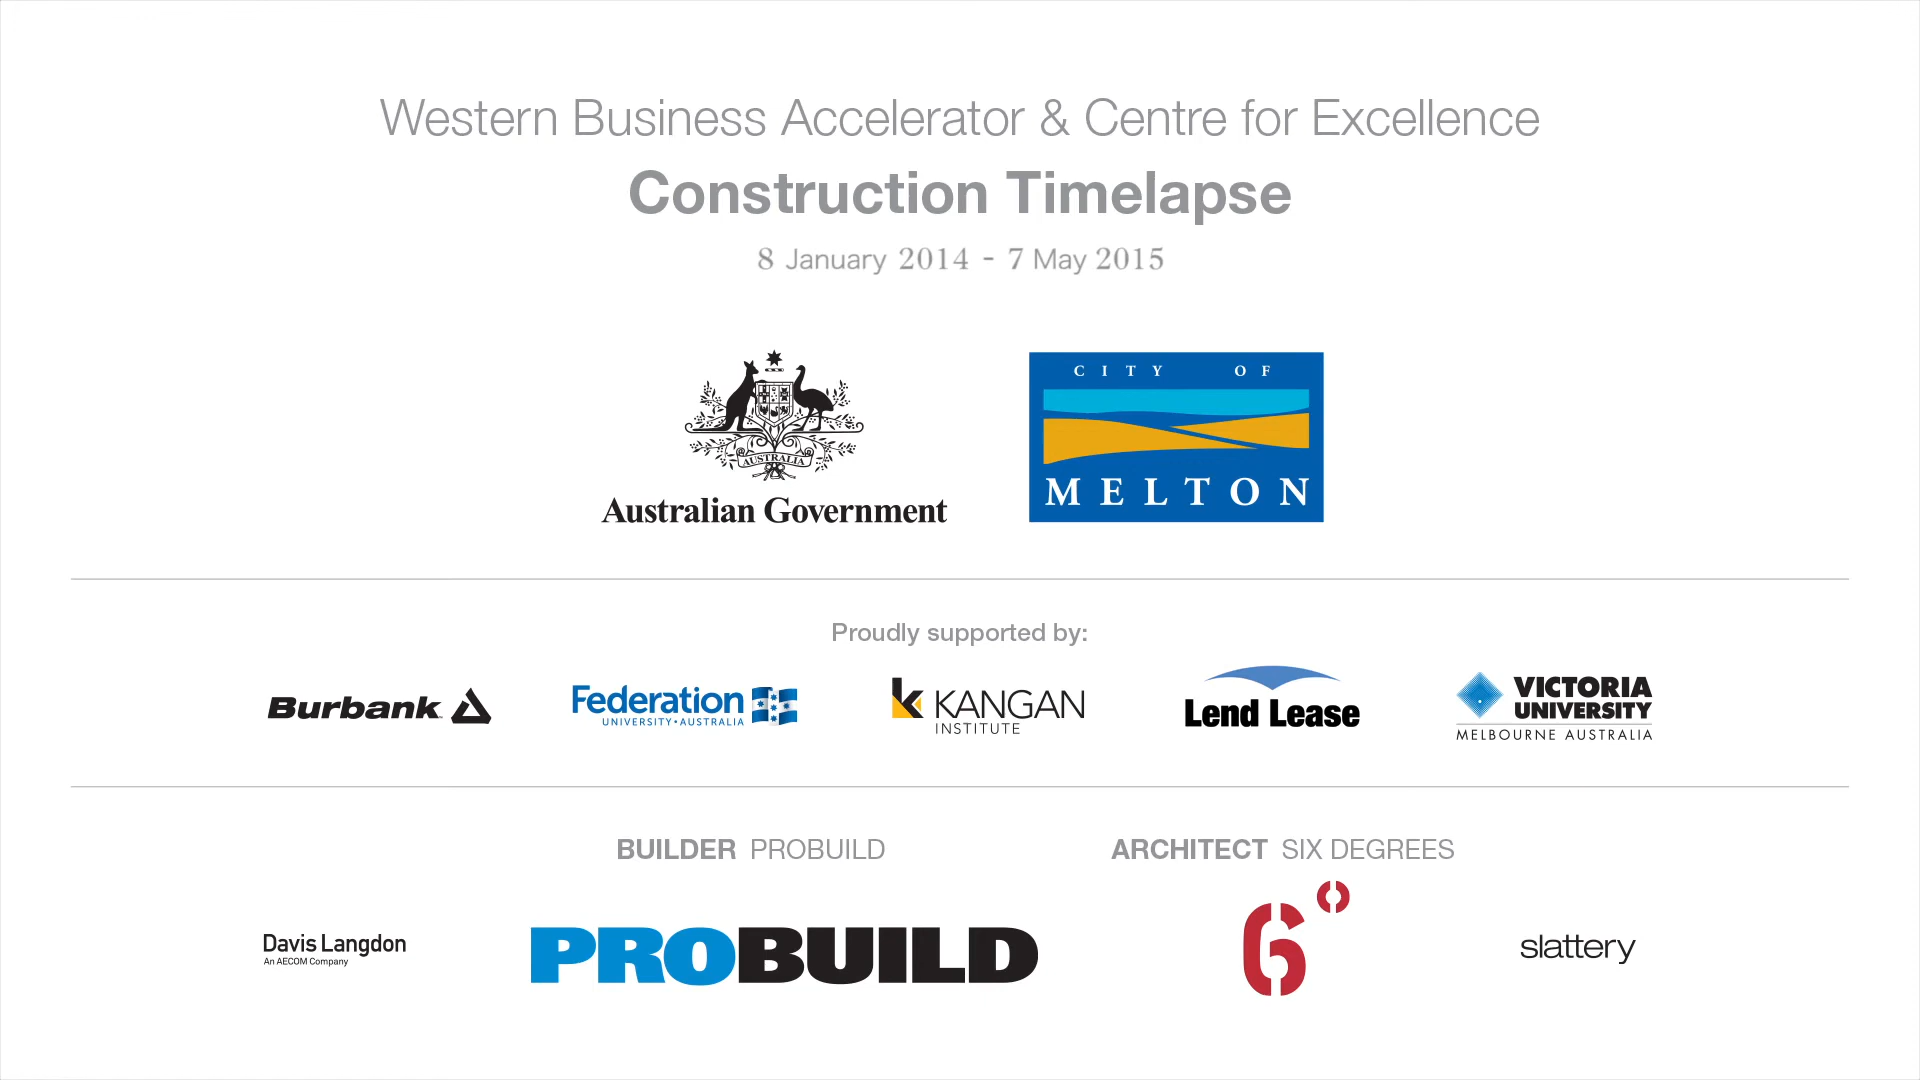 Western Business Accelerator & Centre for Excellence
Construction Timelapse
8 January 2014 - 7 May 2015
AUSTRALIA
Australian Government
CITY OF
MELTON
Proudly supported by:
Burbank
Federation
UNIVERSITY • AUSTRALIA
KANGAN
INSTITUTE
Lend Lease
VICTORIA
UNIVERSITY
MELBOURNE AUSTRALIA
BUILDER PROBUILD
ARCHITECT SIX DEGREES
Davis Langdon
An AECOM Company
PROBUILD
6°
slattery